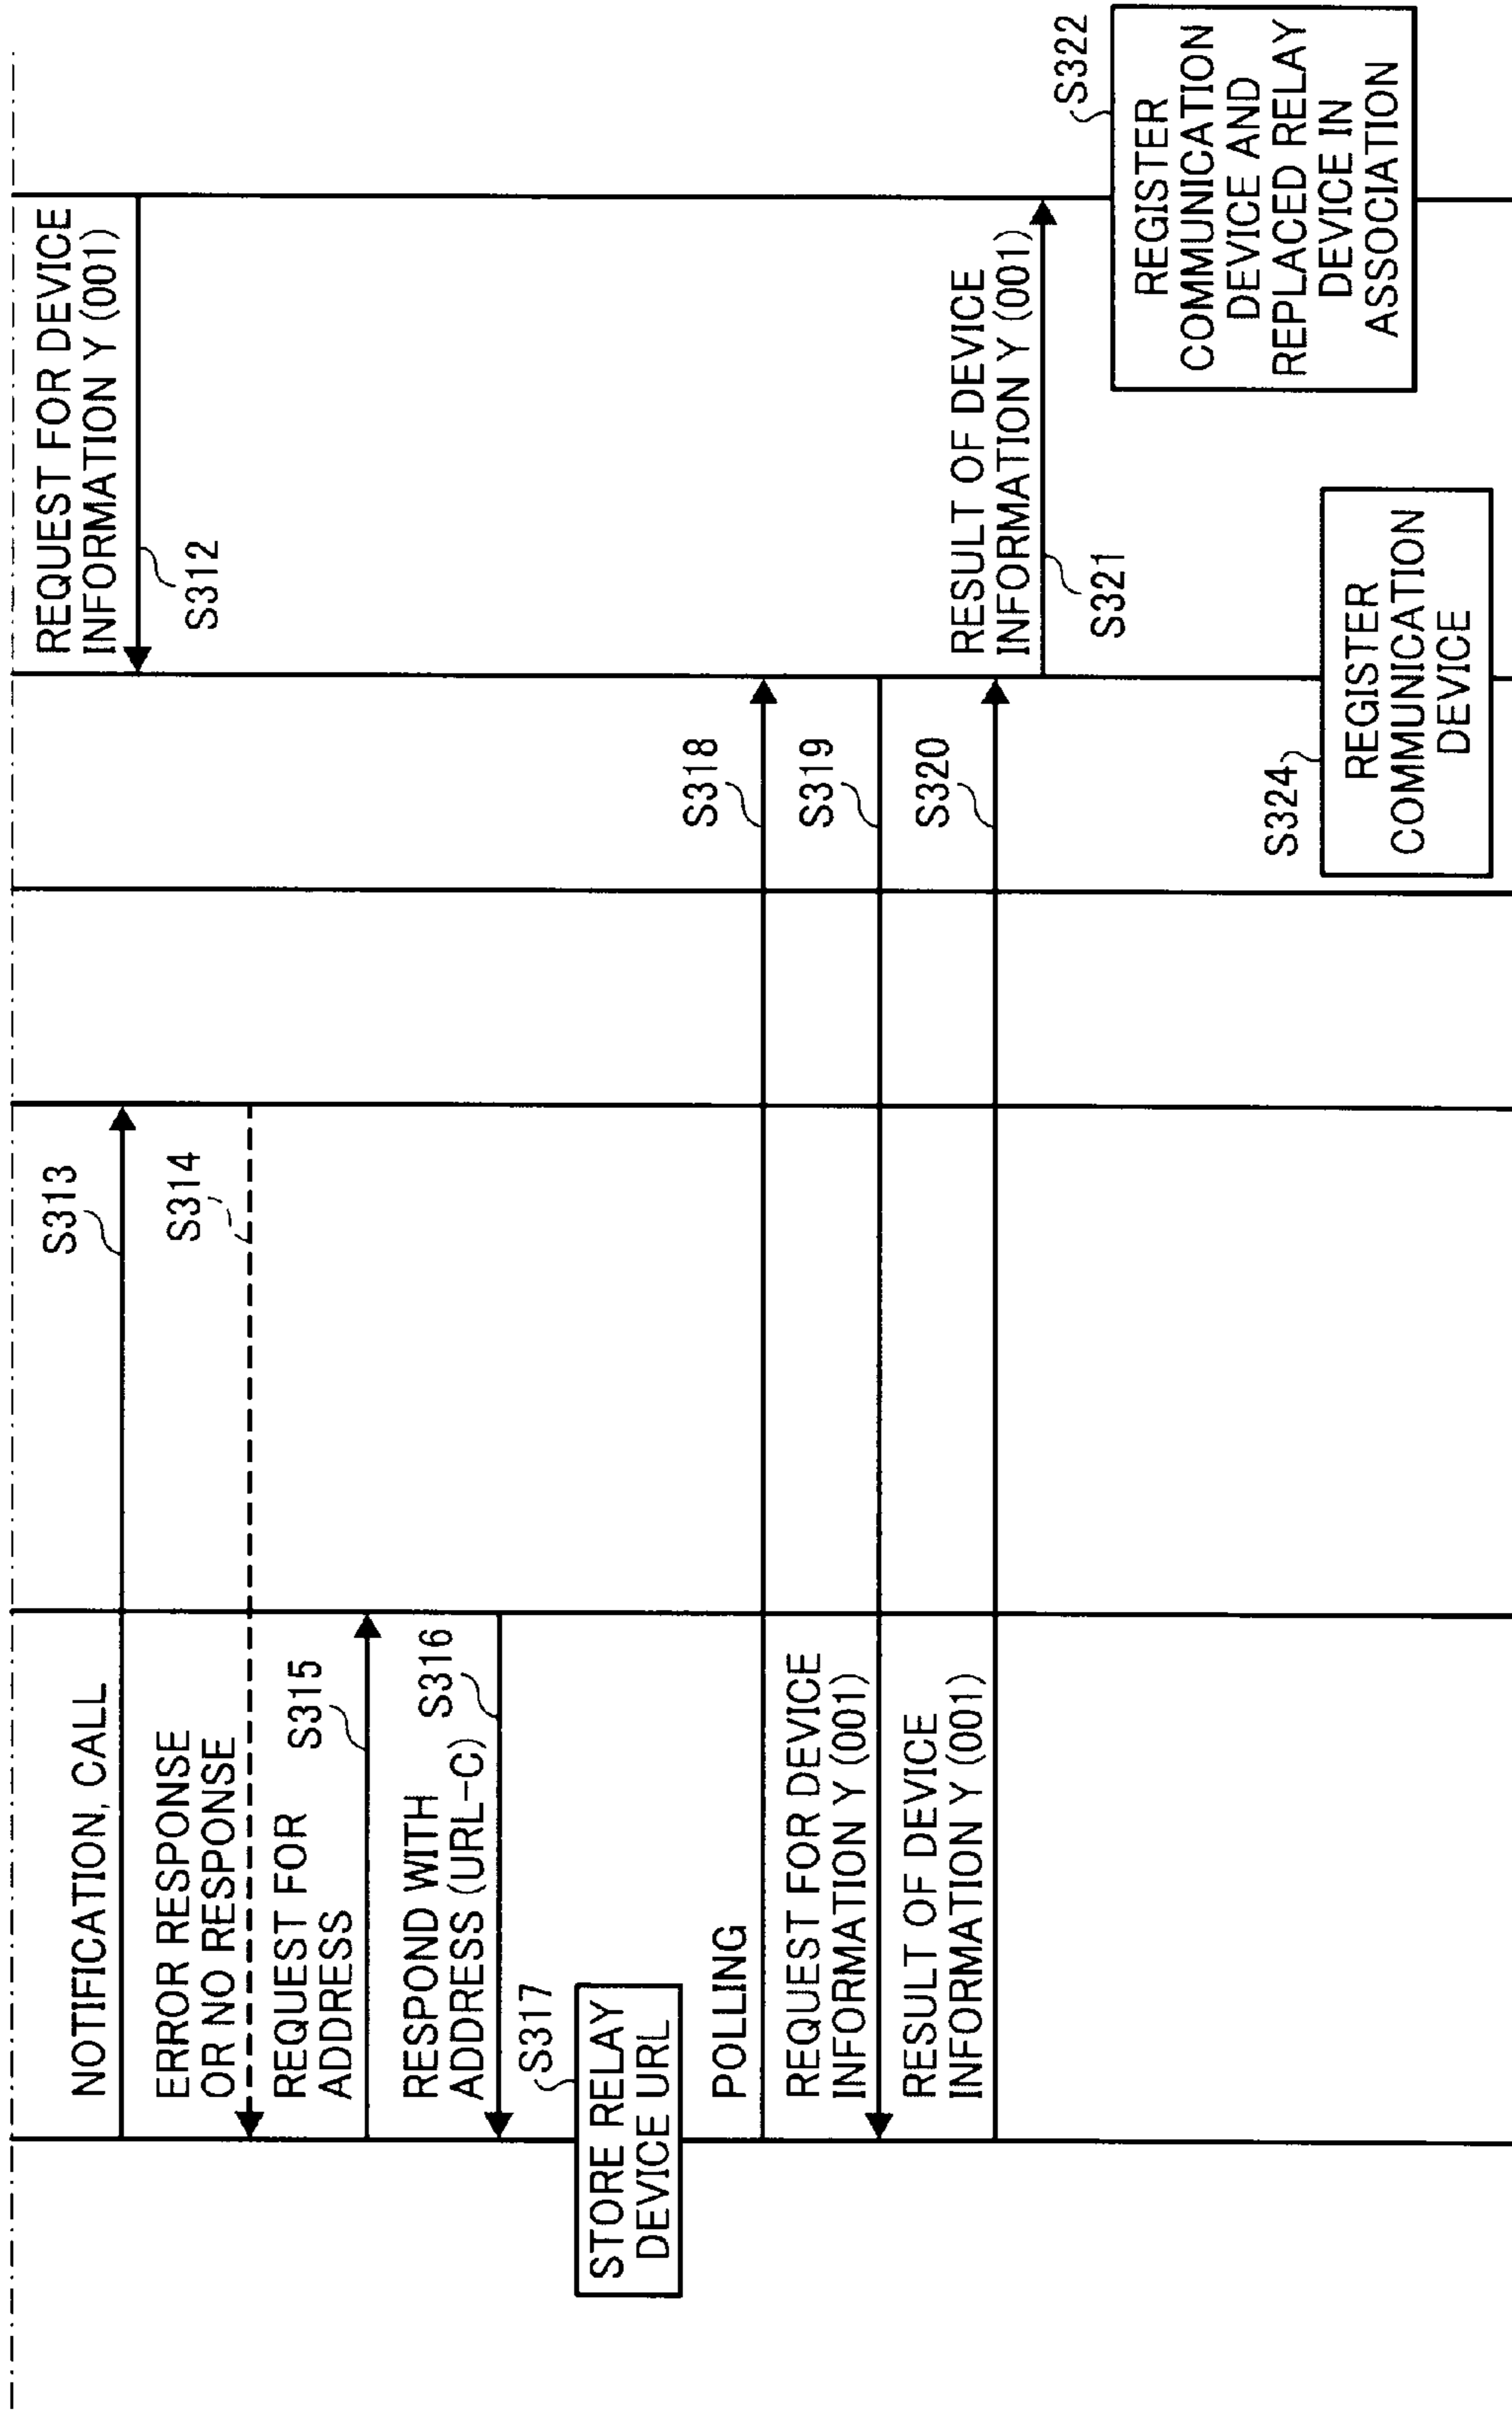 REQUEST FOR DEVICE
INFORMATION Y (001)
S312
NOTIFICATION, CALL
S313
ERROR RESPONSE
OR NO RESPONSE
S314
REQUEST FOR
ADDRESS
S315
RESPOND WITH
ADDRESS (URL-C)
S316
S317
STORE RELAY
DEVICE URL
POLLING
S318
REQUEST FOR DEVICE
INFORMATION Y (001)
S319
RESULT OF DEVICE
INFORMATION Y (001)
S320
RESULT OF DEVICE
INFORMATION Y (001)
S321
S322
REGISTER
COMMUNICATION
DEVICE AND
REPLACED RELAY
DEVICE IN
ASSOCIATION
S324
REGISTER
COMMUNICATION
DEVICE